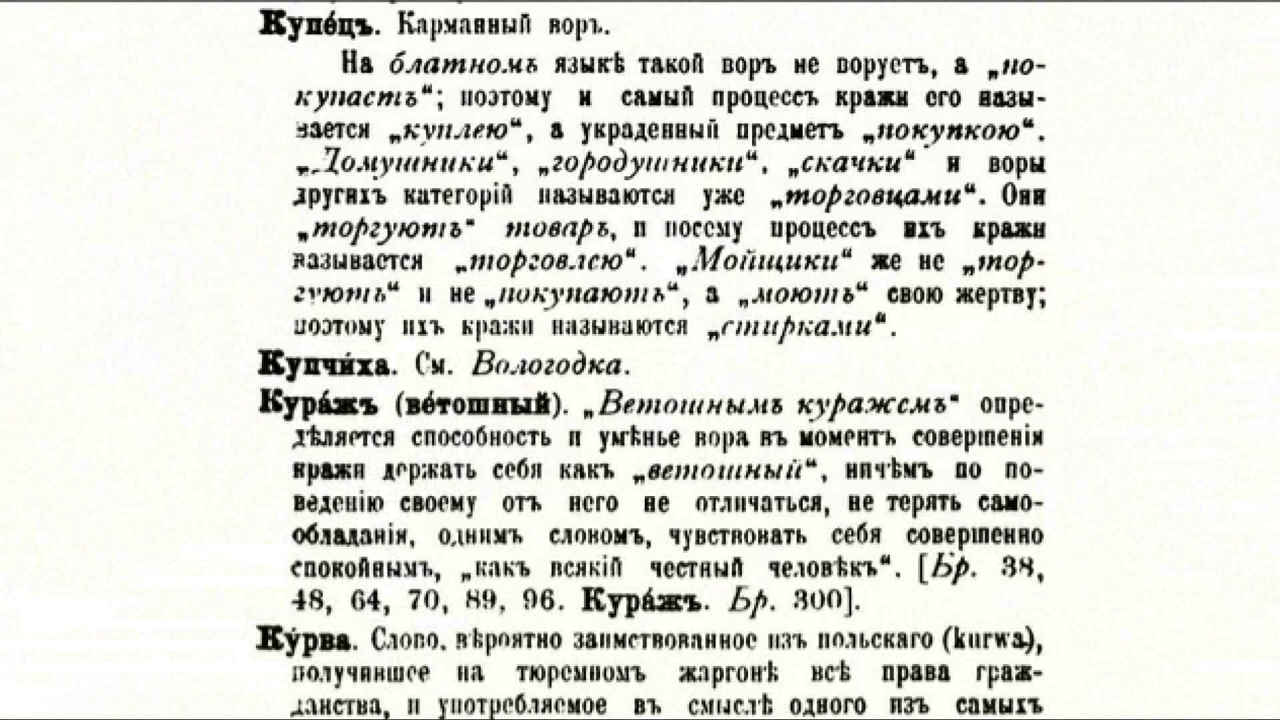 Купе́цъ. Карманный воръ.
На блатномъ языкѣ такой воръ не воруетъ, а „по-
купаетъ“; поэтому и самый процессъ кражи его назы-
вается „куплею“, а украденный предметъ „покупкою“.
„Домушники“, „городушники“, „скачки“ и воры
другихъ категорій называются уже „торговцами“. Они
„торгуютъ“ товаръ, и посему процессъ ихъ кражи
называется „торговлею“. „Мойщики“ же не „тор-
гуютъ“ и не „покупаютъ“, а „моютъ“ свою жертву;
поэтому ихъ кражи называются „стирками“.
Купчи́ха. См. Вологодка.
Кура́жъ (ве́тошный). „Ветошнымъ куражемъ“ опре-
дѣляется способность и умѣнье вора въ моментъ совершенія
кражи держать себя какъ „ветошный“, ничѣмъ по по-
веденію своему отъ него не отличаться, не терять само-
обладанія, однимъ словомъ, чувствовать себя совершенно
спокойнымъ, „какъ всякій честный человѣкъ“. [Бр. 38,
48, 64, 70, 89, 96. Кура́жъ. Бр. 300].
Ку́рва. Слово, вѣроятно заимствованное изъ польскаго (kurwa),
получившее на тюремномъ жаргонѣ всѣ права граж-
данства, и употребляемое въ смыслѣ одного изъ самыхъ